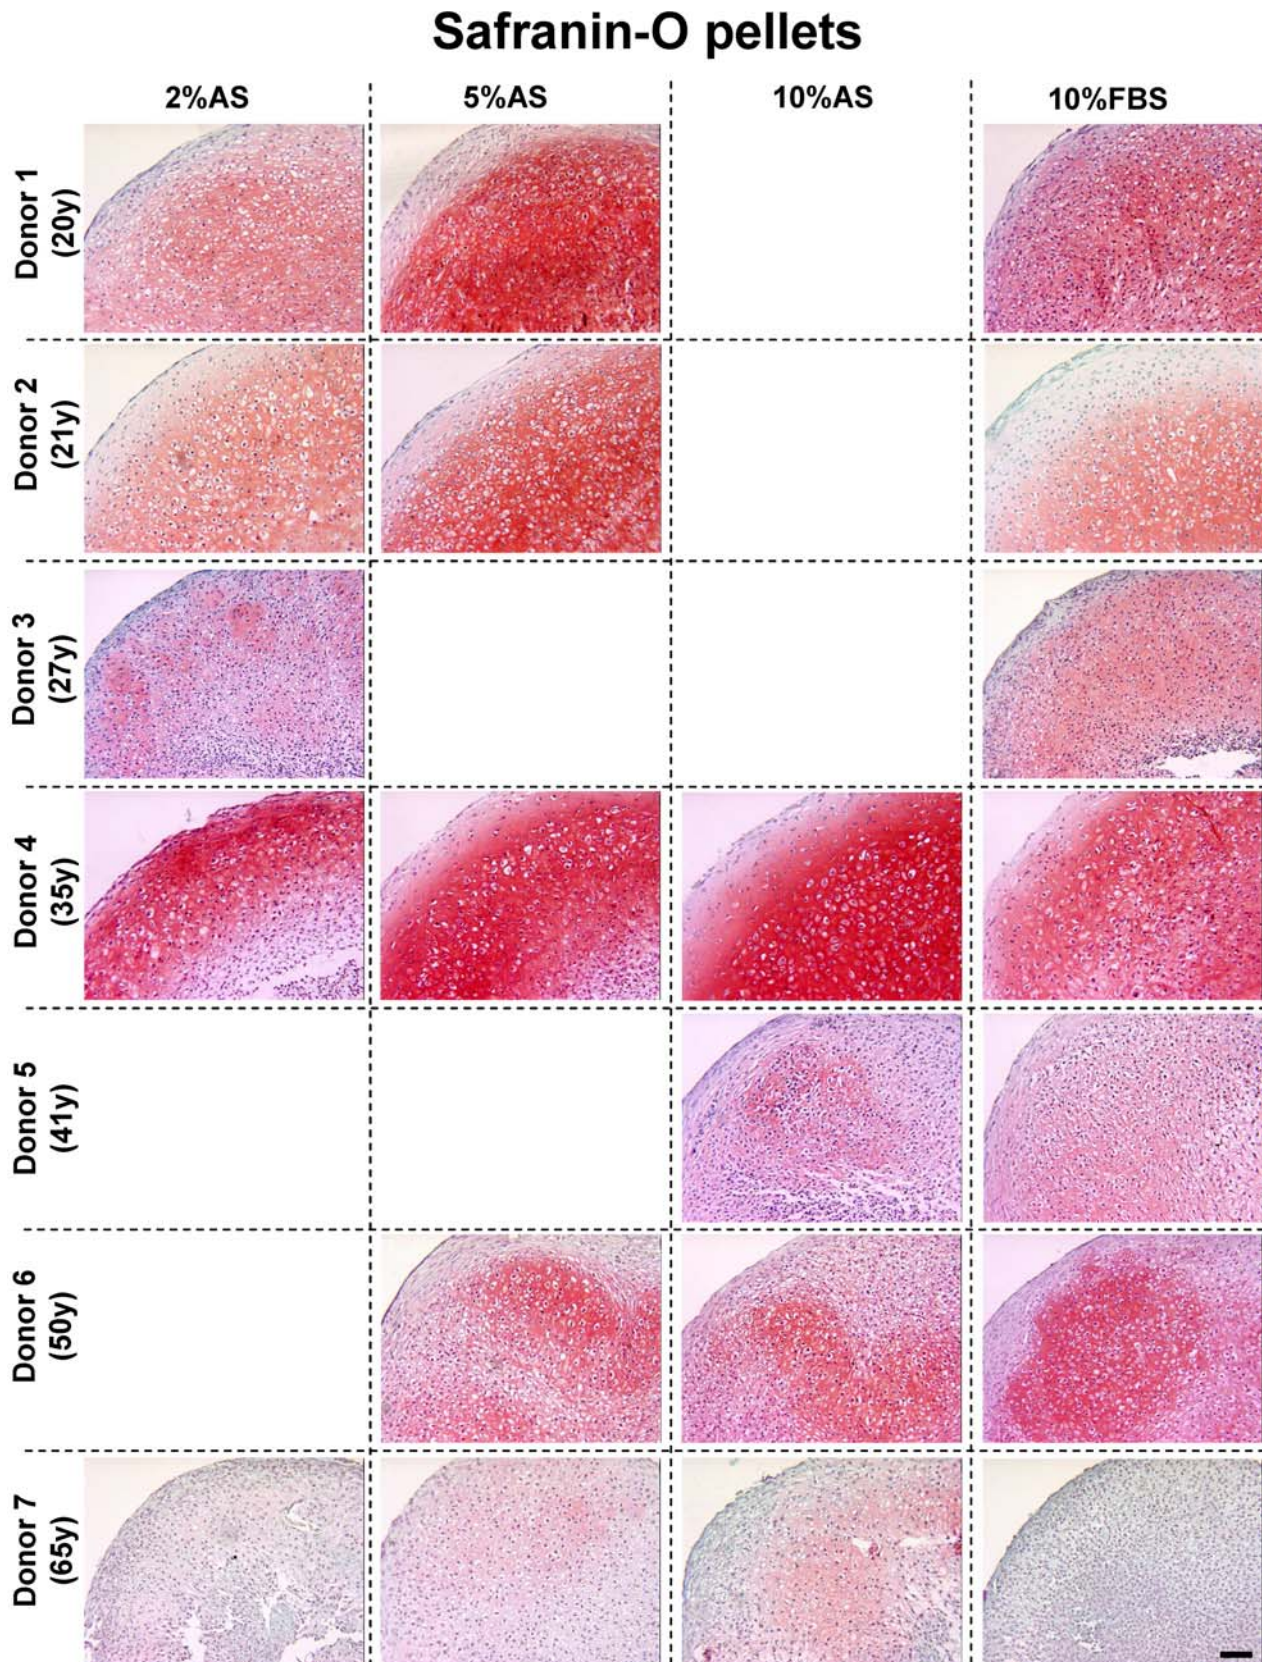 Safranin-O pellets
2%AS
5%AS
10%AS
10%FBS
Donor 1
(20y)
Donor 2
(21y)
Donor 3
(27y)
Donor 4
(35y)
Donor 5
(41y)
Donor 6
(50y)
Donor 7
(65y)